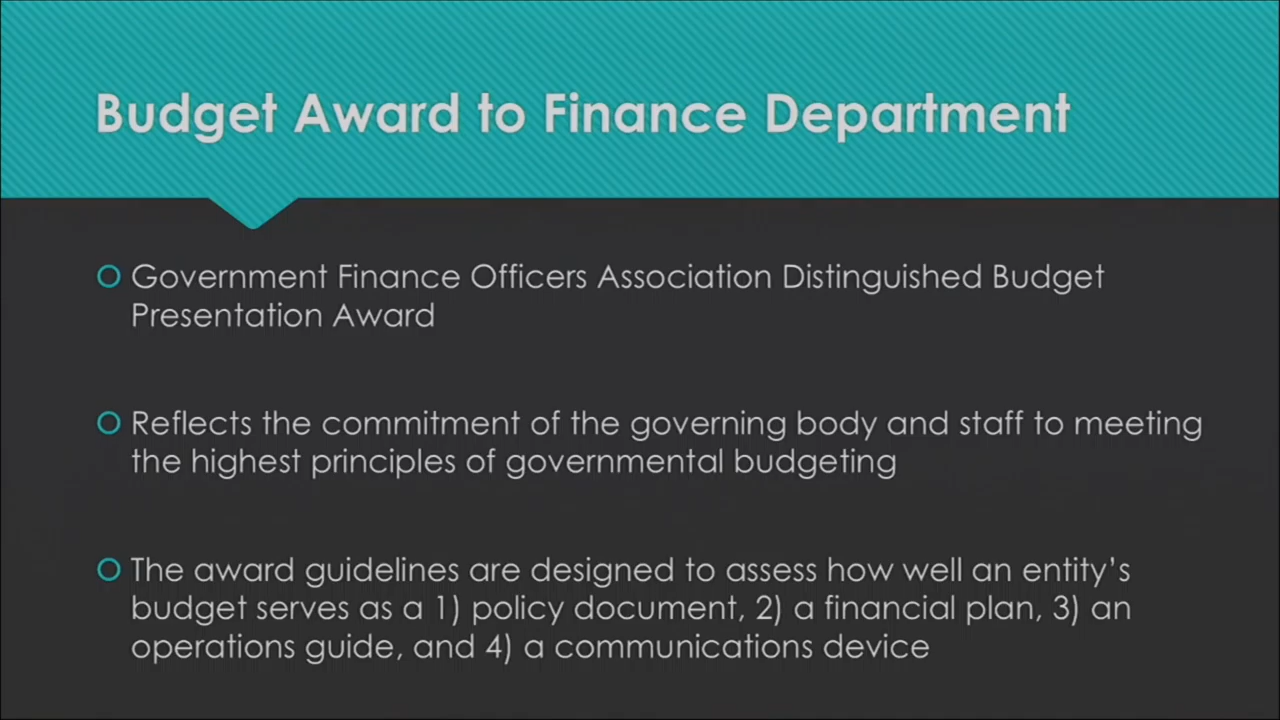 Budget Award to Finance Department
Government Finance Officers Association Distinguished Budget
Presentation Award
Reflects the commitment of the governing body and staff to meeting
the highest principles of governmental budgeting
The award guidelines are designed to assess how well an entity’s
budget serves as a 1) policy document, 2) a financial plan, 3) an
operations guide, and 4) a communications device